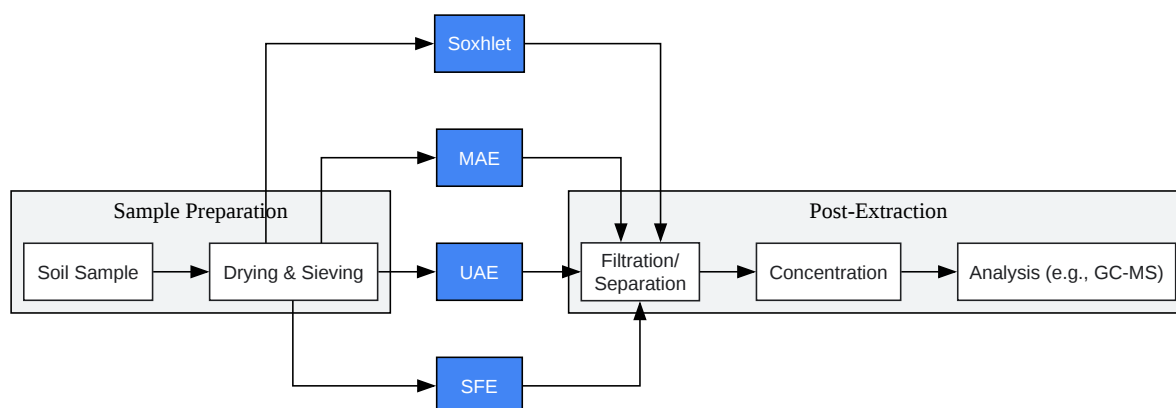 Soxhlet
MAE
Sample Preparation
Post-Extraction
Soil Sample
Drying & Sieving
UAE
Filtration/
Separation
Concentration
Analysis (e.g., GC-MS)
SFE